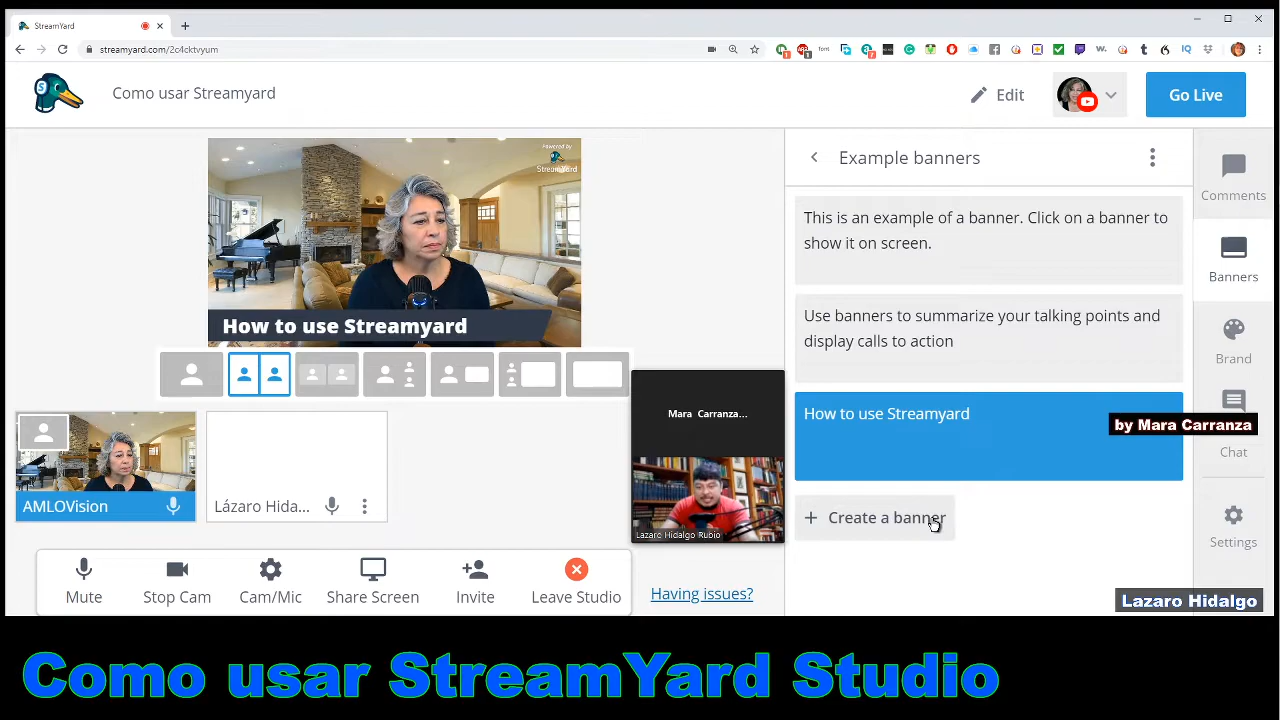 StreamYard
streamyard.com/2c4cktvyum
Como usar Streamyard
Edit
Go Live
Powered by
StreamYard
How to use Streamyard
Example banners
This is an example of a banner. Click on a banner to
show it on screen.
Use banners to summarize your talking points and
display calls to action
How to use Streamyard
+ Create a banner
Comments
Banners
Brand
by Mara Carranza
Chat
Settings
Lazaro Hidalgo
AMLOVision
Lázaro Hida...
Mara Carranza...
Lazaro Hidalgo Rubio
Mute
Stop Cam
Cam/Mic
Share Screen
Invite
Leave Studio
Having issues?
Como usar StreamYard Studio